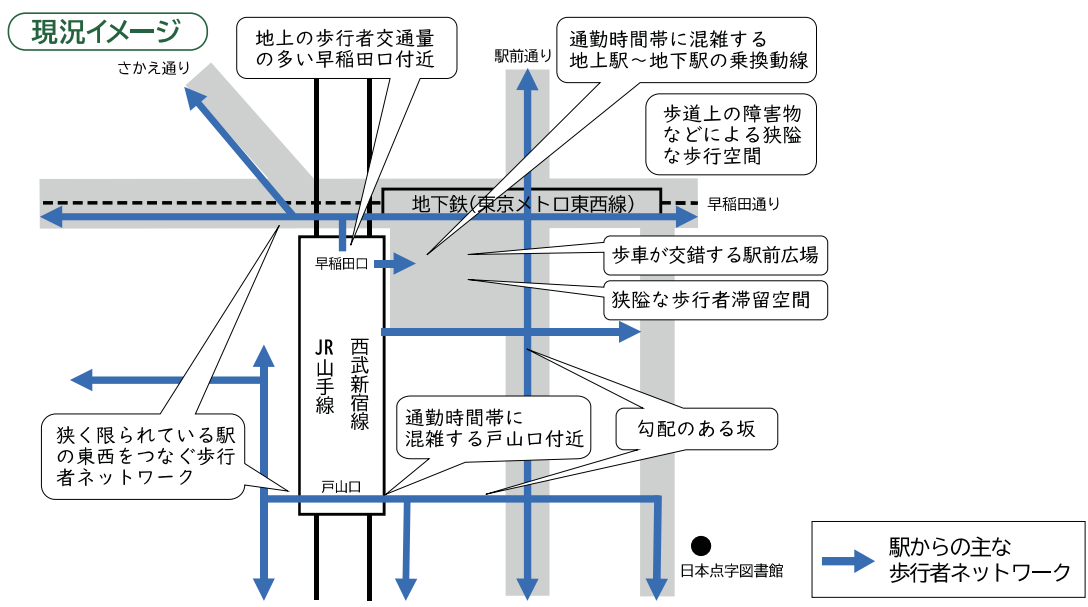 現況イメージ
地上の歩行者交通量
の多い早稲田口付近
通勤時間帯に混雑する
地上駅～地下駅の乗換動線
駅前通り
さかえ通り
歩道上の障害物
などによる狭隘
な歩行空間
地下鉄(東京メトロ東西線)
早稲田通り
早稲田口
歩車が交錯する駅前広場
狭隘な歩行者滞留空間
JR山手線
西武新宿線
狭く限られている駅
の東西をつなぐ歩行
者ネットワーク
通勤時間帯に
混雑する戸山口付近
勾配のある坂
戸山口
日本点字図書館
駅からの主な
歩行者ネットワーク